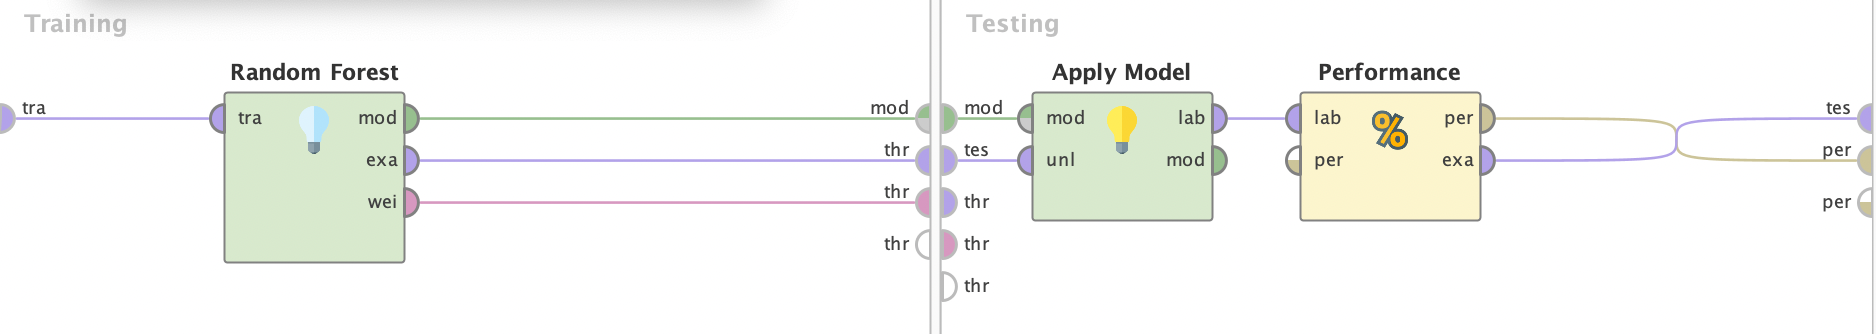 Training
Testing
Random Forest
Apply Model
Performance
tra
tra
mod
exa
wei
mod
thr
thr
thr
mod
tes
thr
thr
thr
mod
unl
lab
mod
lab
per
per
exa
tes
per
per
%